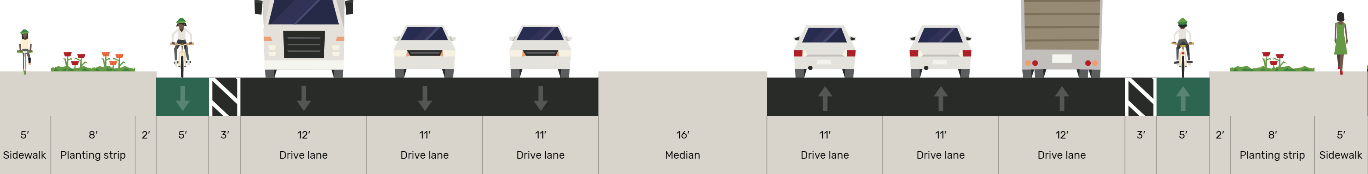 5′ 8′ 2′ 5′ 3′ 12′ 11′ 11′ 16′ 11′ 11′ 12′ 3′ 5′ 2′ 8′ 5′
Sidewalk Planting strip Drive lane Drive lane Drive lane Median Drive lane Drive lane Drive lane Planting strip Sidewalk